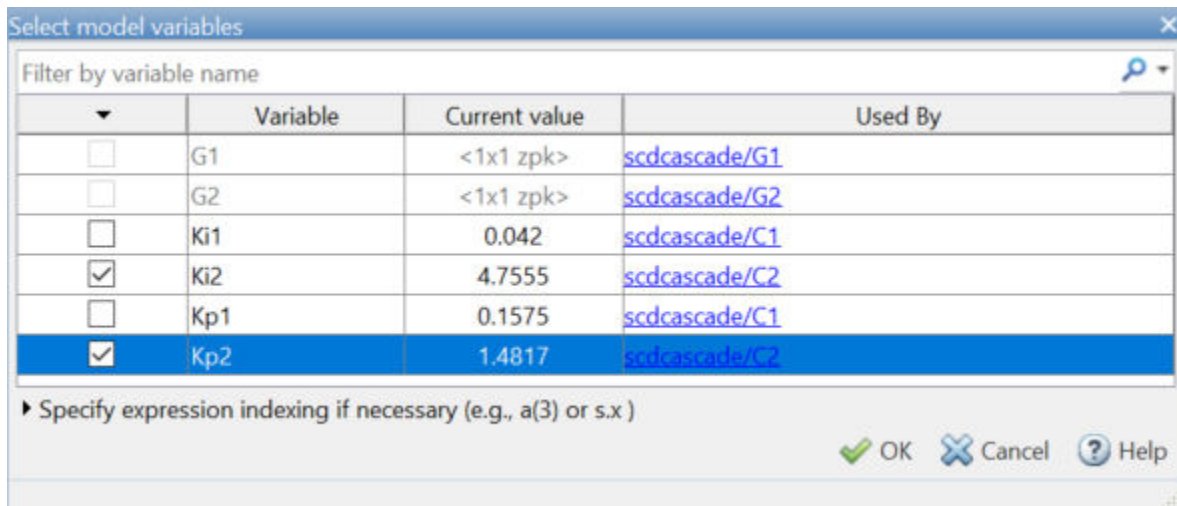 Select model variables
Filter by variable name
Variable Current value Used By
G1 <1x1 zpk> scdcascade/G1
G2 <1x1 zpk> scdcascade/G2
Ki1 0.042 scdcascade/C1
Ki2 4.7555 scdcascade/C2
Kp1 0.1575 scdcascade/C1
Kp2 1.4817 scdcascade/C2
Specify expression indexing if necessary (e.g., a(3) or s.x )
OK Cancel Help